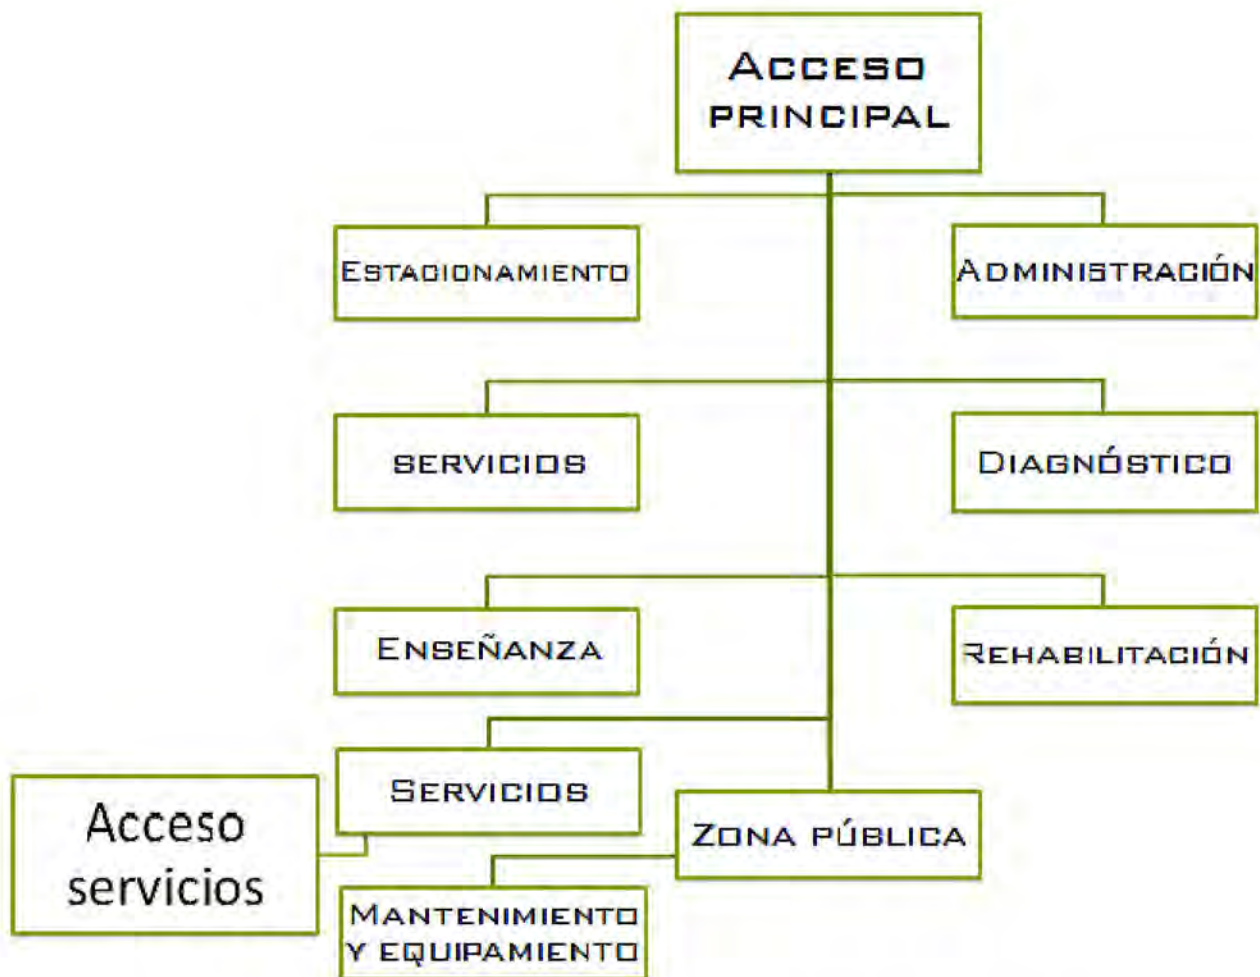 ACCESO
PRINCIPAL
ESTACIONAMIENTO
ADMINISTRACIÓN
SERVICIOS
DIAGNÓSTICO
ENSEÑANZA
REHABILITACIÓN
SERVICIOS
Acceso
servicios
ZONA PÚBLICA
MANTENIMIENTO
Y EQUIPAMIENTO